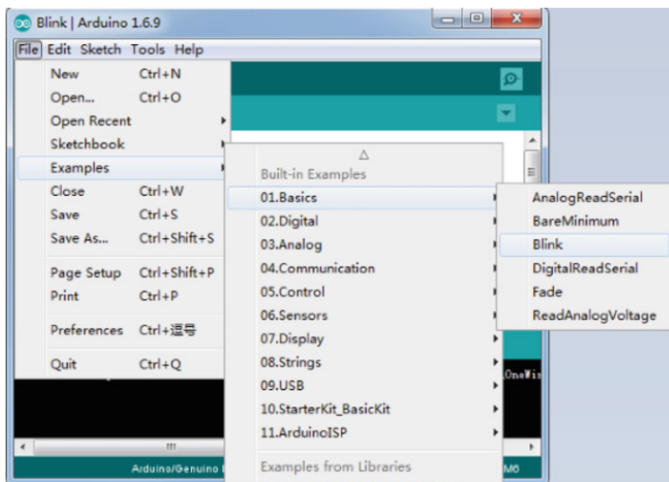 Blink | Arduino 1.6.9
File Edit Sketch Tools Help
New Ctrl+N
Open... Ctrl+O
Open Recent
Sketchbook
Examples
Close Ctrl+W
Save Ctrl+S
Save As... Ctrl+Shift+S
Page Setup Ctrl+Shift+P
Print Ctrl+P
Preferences Ctrl+逗号
Quit Ctrl+Q
Built-in Examples
01.Basics
02.Digital
03.Analog
04.Communication
05.Control
06.Sensors
07.Display
08.Strings
09.USB
10.StarterKit_BasicKit
11.ArduinoISP
Examples from Libraries
AnalogReadSerial
BareMinimum
Blink
DigitalReadSerial
Fade
ReadAnalogVoltage
Arduino/Genuino